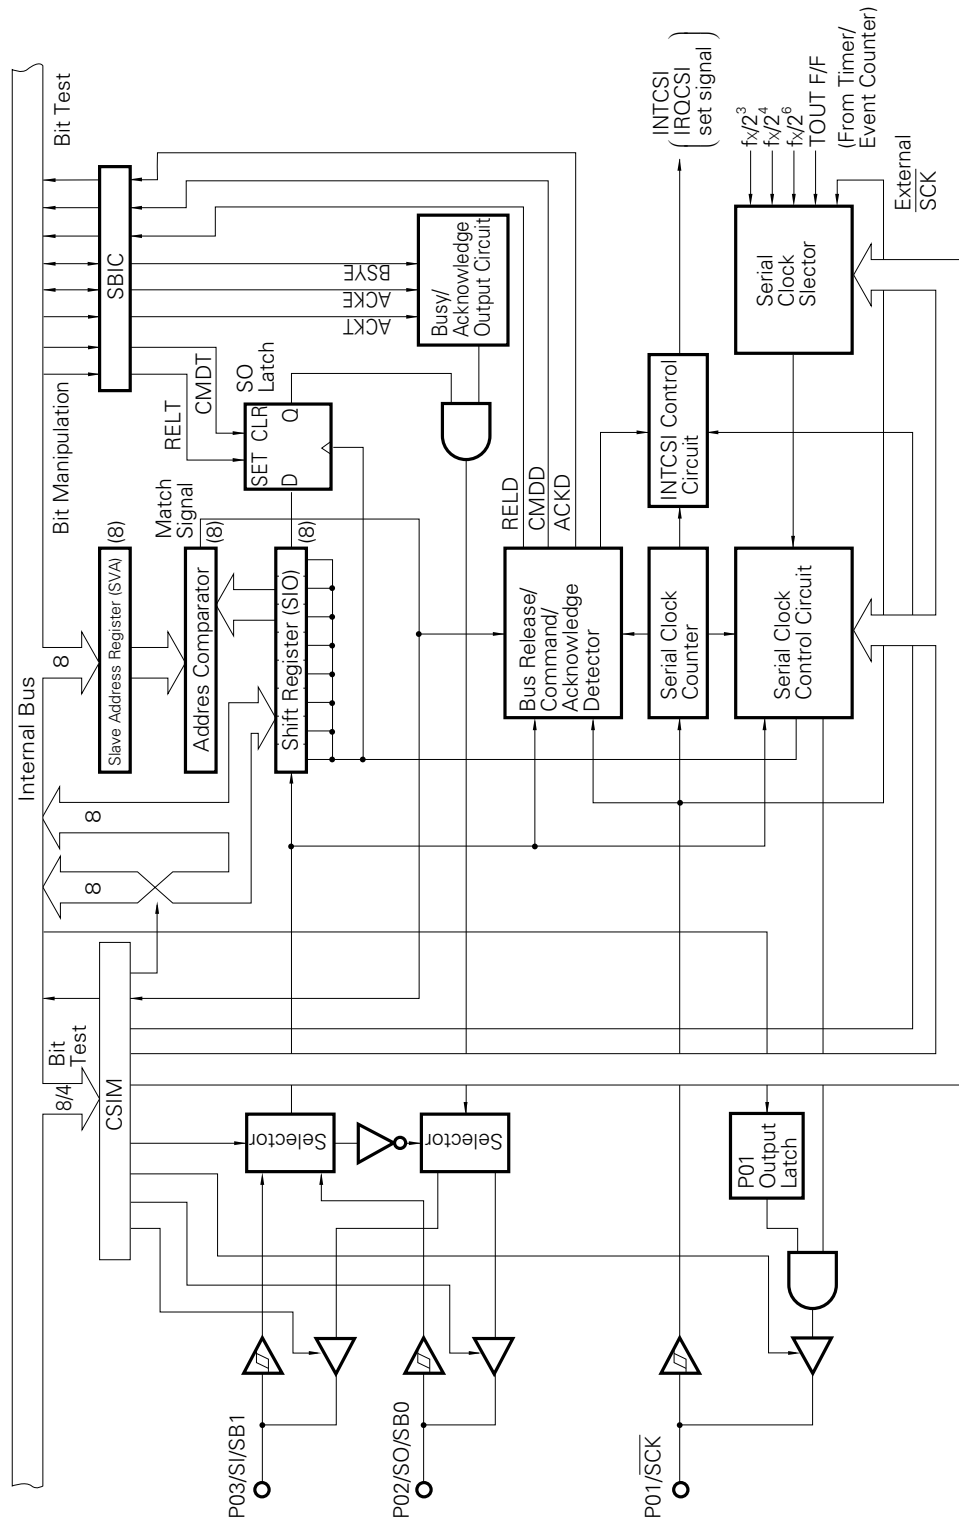 Internal Bus
8/4
Bit
Test
8
8
8
Bit Manipulation
Bit Test
CSIM
Slave Address Register (SVA)
(8)
SBIC
Addres Comparator
(8)
Match
Signal
RELT
CMDT
Shift Register (SIO)
(8)
SET
CLR
D
Q
SO
Latch
ACKT
ACKE
BSYE
Busy/
Acknowledge
Output Circuit
Selector
Selector
P03/SI/SB1
P02/SO/SB0
P01/SCK
P01
Output
Latch
Bus Release/
Command/
Acknowledge
Detector
RELD
CMDD
ACKD
Serial Clock
Counter
INTCSI Control
Circuit
INTCSI
IRQCSI
set signal
Serial Clock
Control Circuit
Serial
Clock
Slector
fx/2³
fx/2⁴
fx/2⁶
TOUT F/F
(From Timer/
Event Counter)
External
SCK